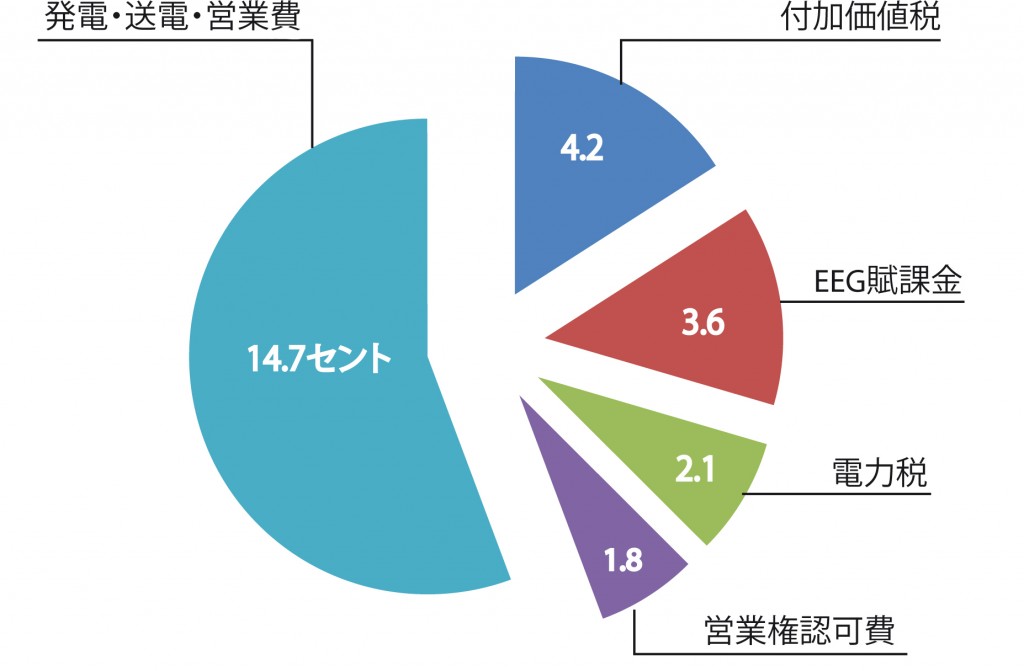 発電・送電・営業費
付加価値税
4.2
EEG賦課金
3.6
14.7セント
電力税
2.1
1.8
営業権認可費